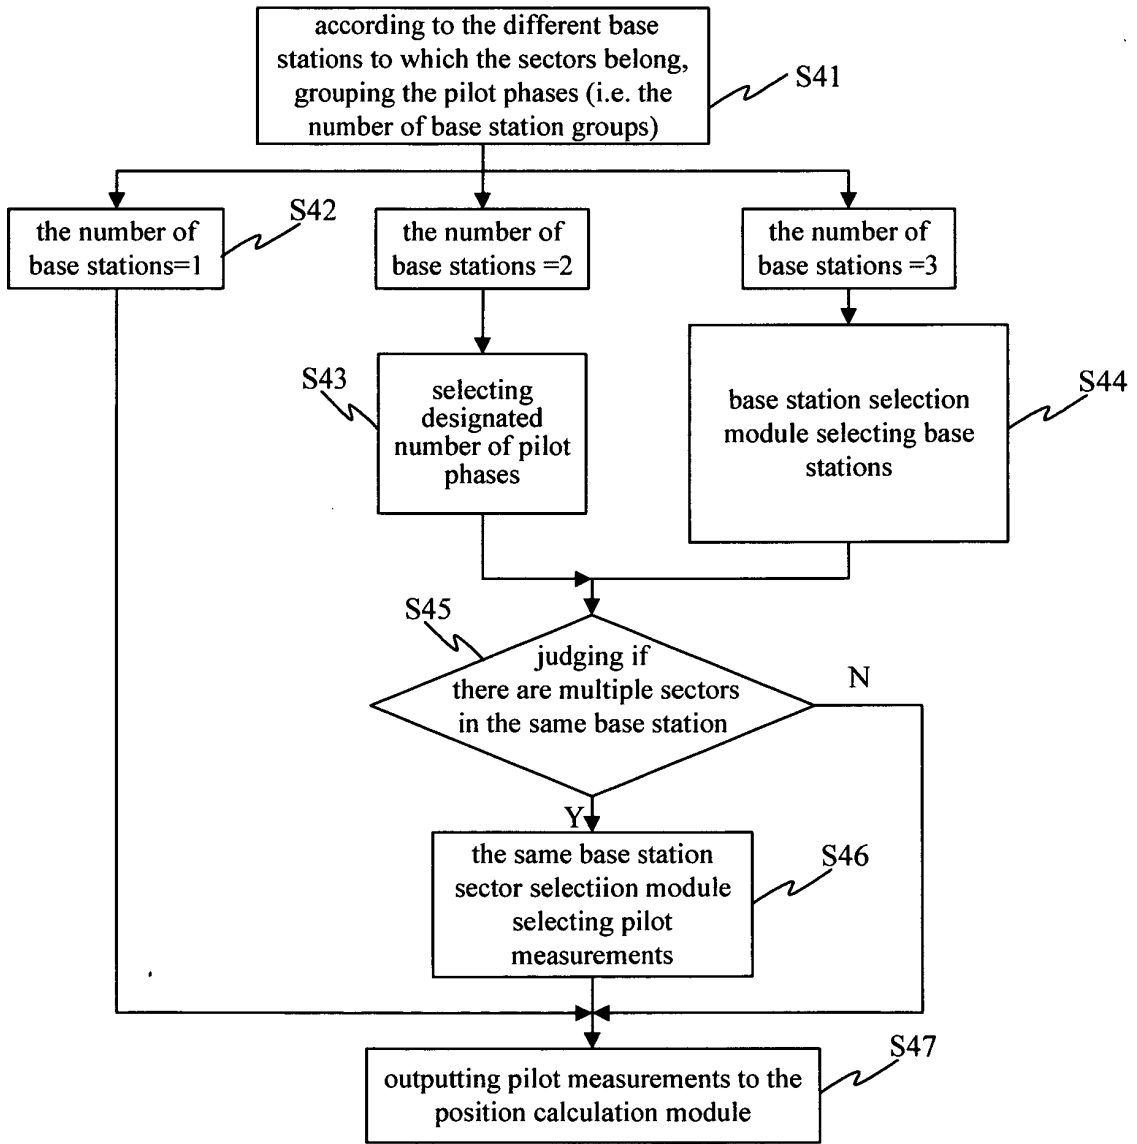 according to the different base
stations to which the sectors belong,
grouping the pilot phases (i.e. the
number of base station groups)
S41
the number of
base stations=1
S42
the number of
base stations =2
the number of
base stations =3
S43
selecting
designated
number of pilot
phases
base station selection
module selecting base
stations
S44
S45
judging if
there are multiple sectors
in the same base station
N
Y
the same base station
sector selectiion module
selecting pilot
measurements
S46
outputting pilot measurements to the
position calculation module
S47